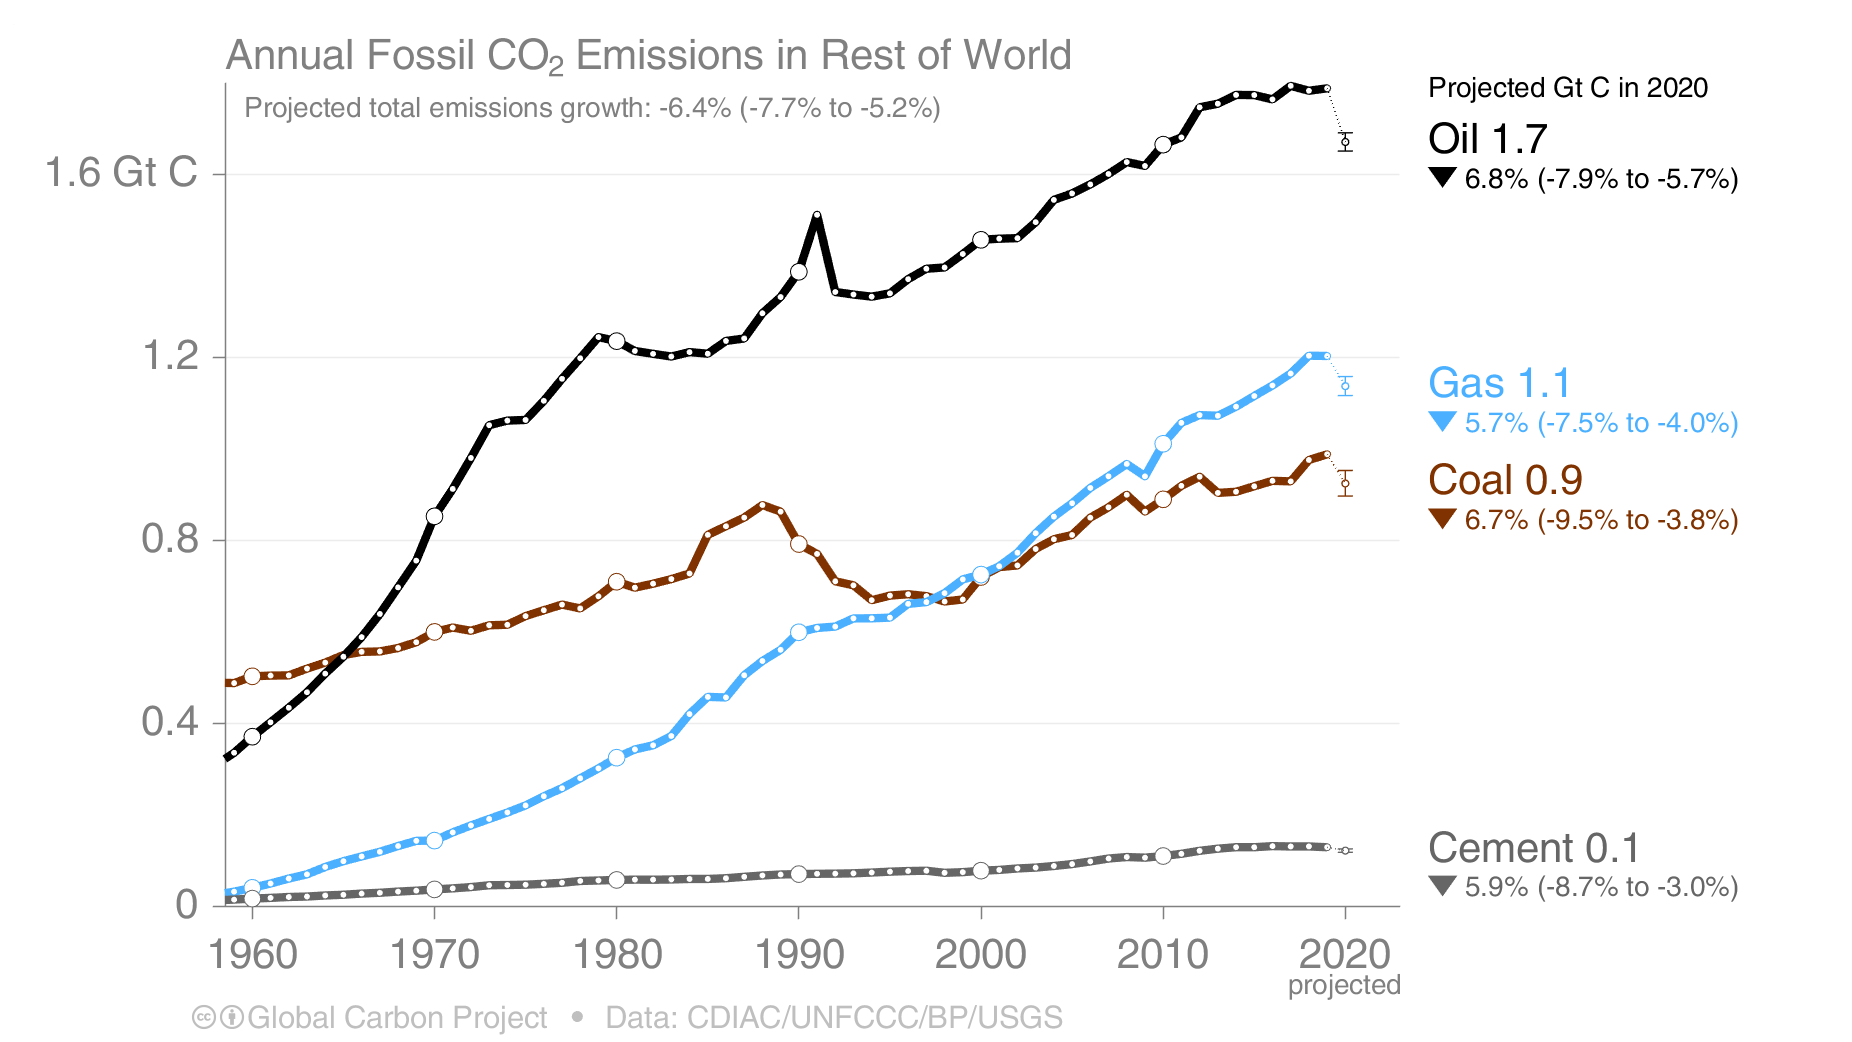 Annual Fossil CO₂ Emissions in Rest of World
Projected total emissions growth: -6.4% (-7.7% to -5.2%)
Projected Gt C in 2020
Oil 1.7
▼ 6.8% (-7.9% to -5.7%)
Gas 1.1
▼ 5.7% (-7.5% to -4.0%)
Coal 0.9
▼ 6.7% (-9.5% to -3.8%)
Cement 0.1
▼ 5.9% (-8.7% to -3.0%)
1.6 Gt C
1.2
0.8
0.4
0
1960 1970 1980 1990 2000 2010 2020
projected
cc Global Carbon Project • Data: CDIAC/UNFCCC/BP/USGS